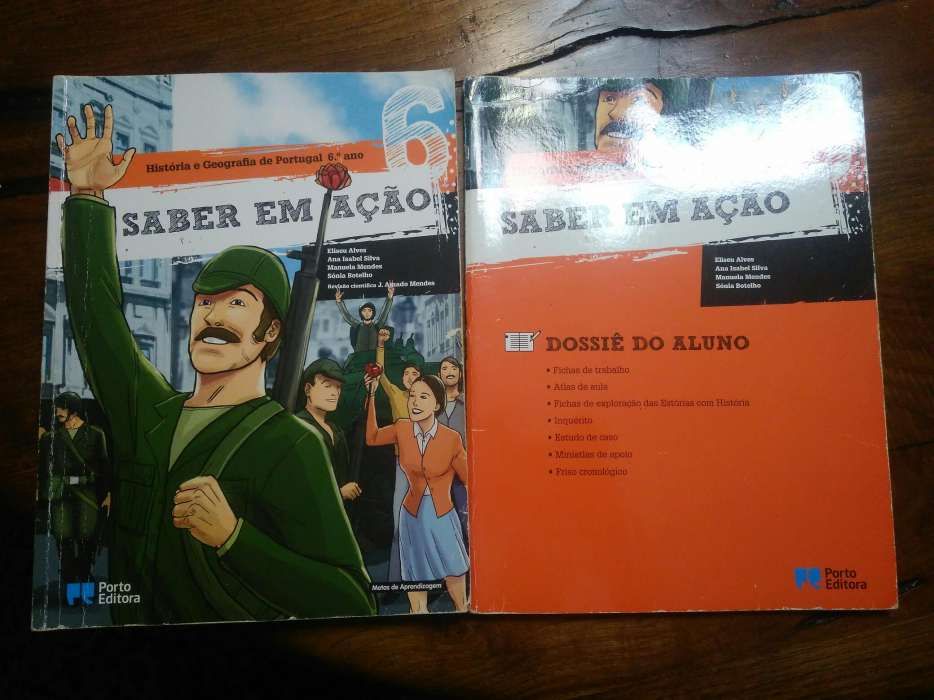 6
História e Geografia de Portugal 6.º ano
SABER EM AÇÃO
Eliseu Alves
Ana Isabel Silva
Manuela Mendes
Sónia Botelho
Revisão científica J. Amado Mendes
Metas de Aprendizagem
Porto
Editora
SABER EM AÇÃO
Eliseu Alves
Ana Isabel Silva
Manuela Mendes
Sónia Botelho
DOSSIÊ DO ALUNO
• Fichas de trabalho
• Atlas de aula
• Fichas de exploração das Estórias com História
• Inquérito
• Estudo de caso
• Miniatlas de apoio
• Friso cronológico
Porto
Editora